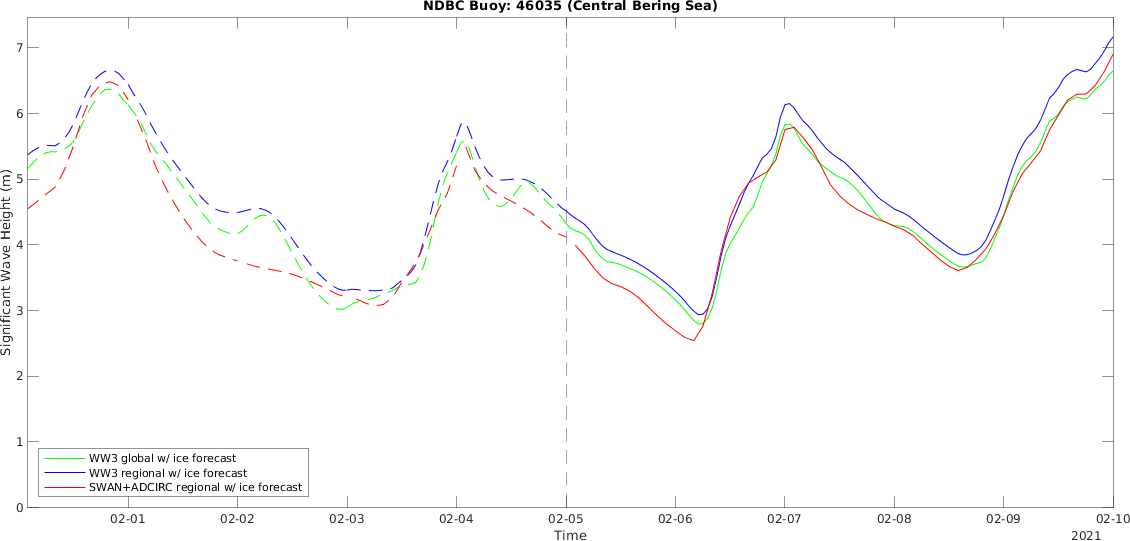 NDBC Buoy: 46035 (Central Bering Sea)
Significant Wave Height (m)
7
6
5
4
3
2
1
0
WW3 global w/ ice forecast
WW3 regional w/ ice forecast
SWAN+ADCIRC regional w/ ice forecast
02-01 02-02 02-03 02-04 02-05 02-06 02-07 02-08 02-09 02-10
Time
2021